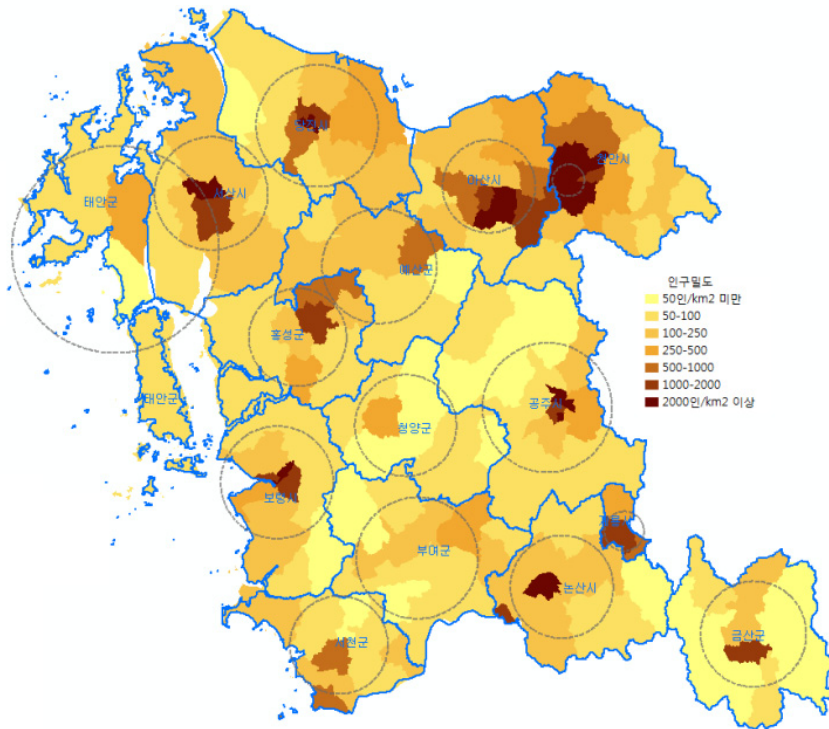 당진시
천안시
아산시
서산시
태안군
예산군
인구밀도
50인/km2 미만
50-100
100-250
250-500
500-1000
1000-2000
2000인/km2 이상
홍성군
태안군
공주시
청양군
보령시
계룡시
부여군
논산시
서천군
금산군